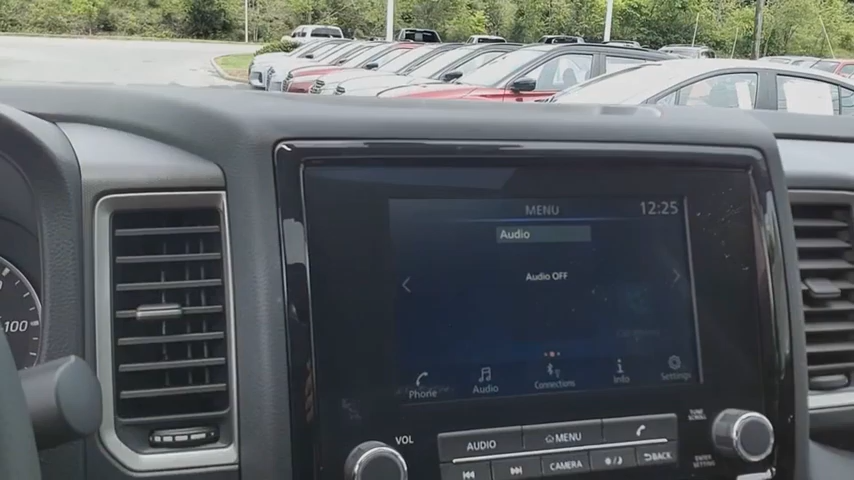 MENU 12:25
Audio
Audio OFF
100
Phone Audio Connections Info Settings
VOL
TUNE
SCROLL
AUDIO MENU
CAMERA BACK
ENTER
SETTING